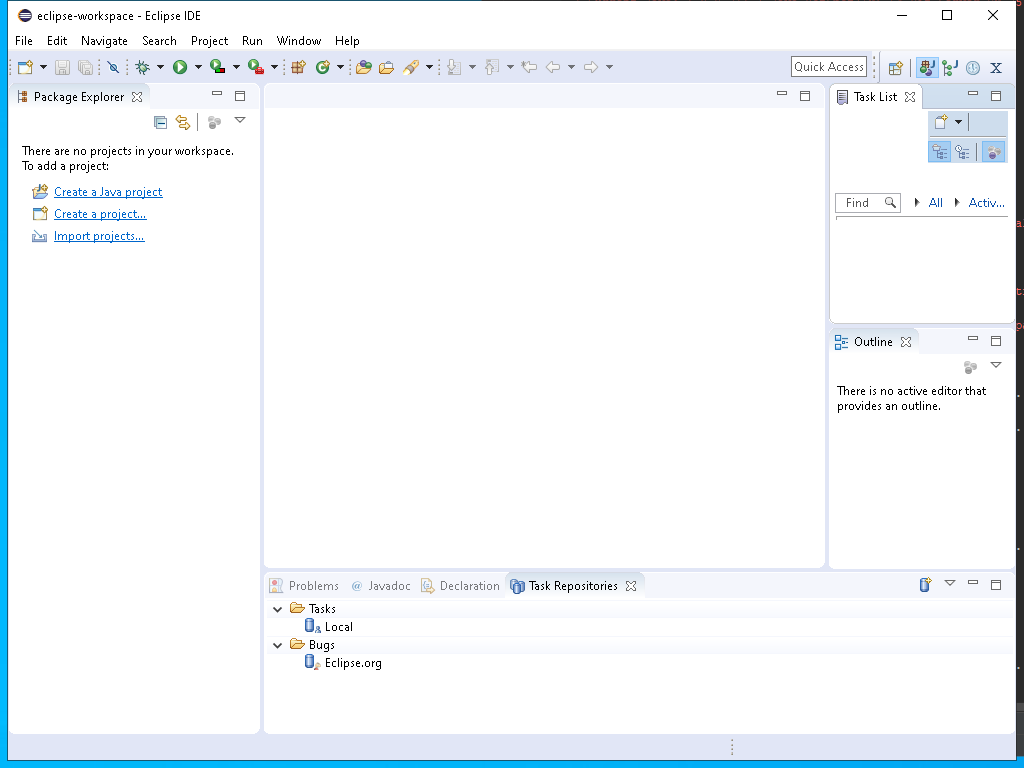 eclipse-workspace - Eclipse IDE
File Edit Navigate Search Project Run Window Help
Quick Access
Package Explorer
There are no projects in your workspace.
To add a project:
Create a Java project
Create a project...
Import projects...
Task List
Find All Activ...
Outline
There is no active editor that
provides an outline.
Problems @ Javadoc Declaration Task Repositories
Tasks
Local
Bugs
Eclipse.org